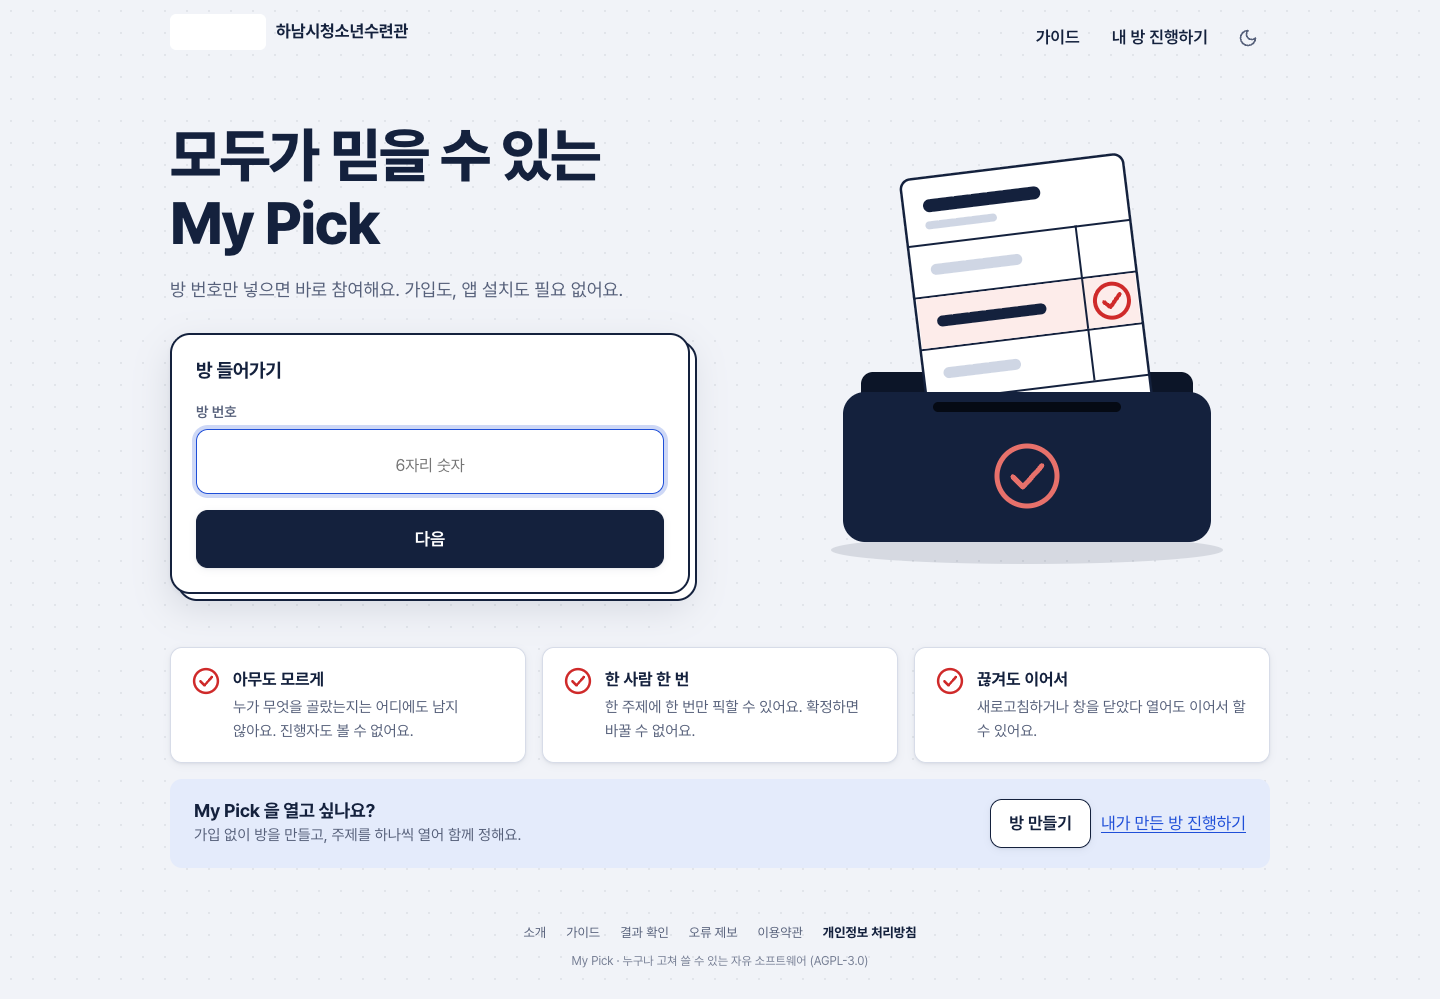 하남시청소년수련관
가이드
내 방 진행하기
모두가 믿을 수 있는
My Pick
방 번호만 넣으면 바로 참여해요. 가입도, 앱 설치도 필요 없어요.
방 들어가기
방 번호
6자리 숫자
다음
아무도 모르게
누가 무엇을 골랐는지는 어디에도 남지
않아요. 진행자도 볼 수 없어요.
한 사람 한 번
한 주제에 한 번만 픽할 수 있어요. 확정하면
바꿀 수 없어요.
끊겨도 이어서
새로고침하거나 창을 닫았다 열어도 이어서 할
수 있어요.
My Pick 을 열고 싶나요?
가입 없이 방을 만들고, 주제를 하나씩 열어 함께 정해요.
방 만들기
내가 만든 방 진행하기
소개
가이드
결과 확인
오류 제보
이용약관
개인정보 처리방침
My Pick · 누구나 고쳐 쓸 수 있는 자유 소프트웨어 (AGPL-3.0)